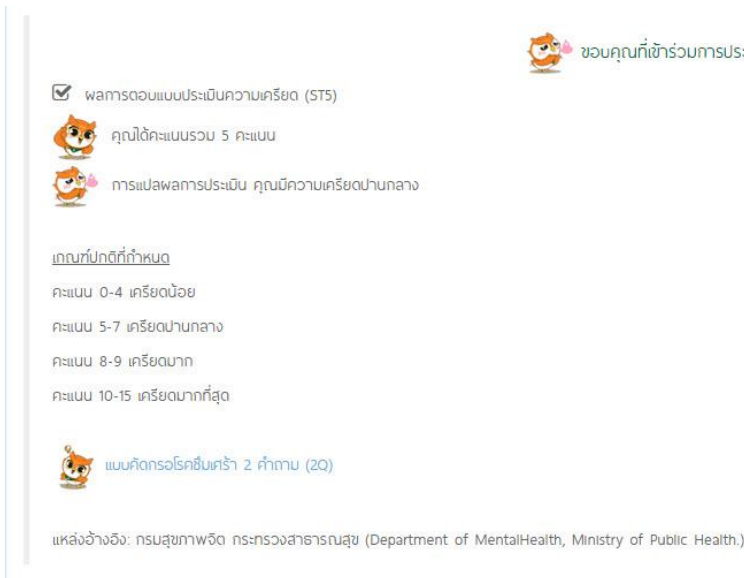 ขอบคุณที่เข้าร่วมการประ
ผลการตอบแบบประเมินความเครียด (ST5)
คุณได้คะแนนรวม 5 คะแนน
การแปลผลการประเมิน คุณมีความเครียดปานกลาง
เกณฑ์ปกติที่กำหนด
คะแนน 0-4 เครียดน้อย
คะแนน 5-7 เครียดปานกลาง
คะแนน 8-9 เครียดมาก
คะแนน 10-15 เครียดมากที่สุด
แบบคัดกรอโรคซึมเศร้า 2 คำถาม (2Q)
แหล่งอ้างอิง: กรมสุขภาพจิต กระทรวงสาธารณสุข (Department of MentalHealth, Ministry of Public Health.)